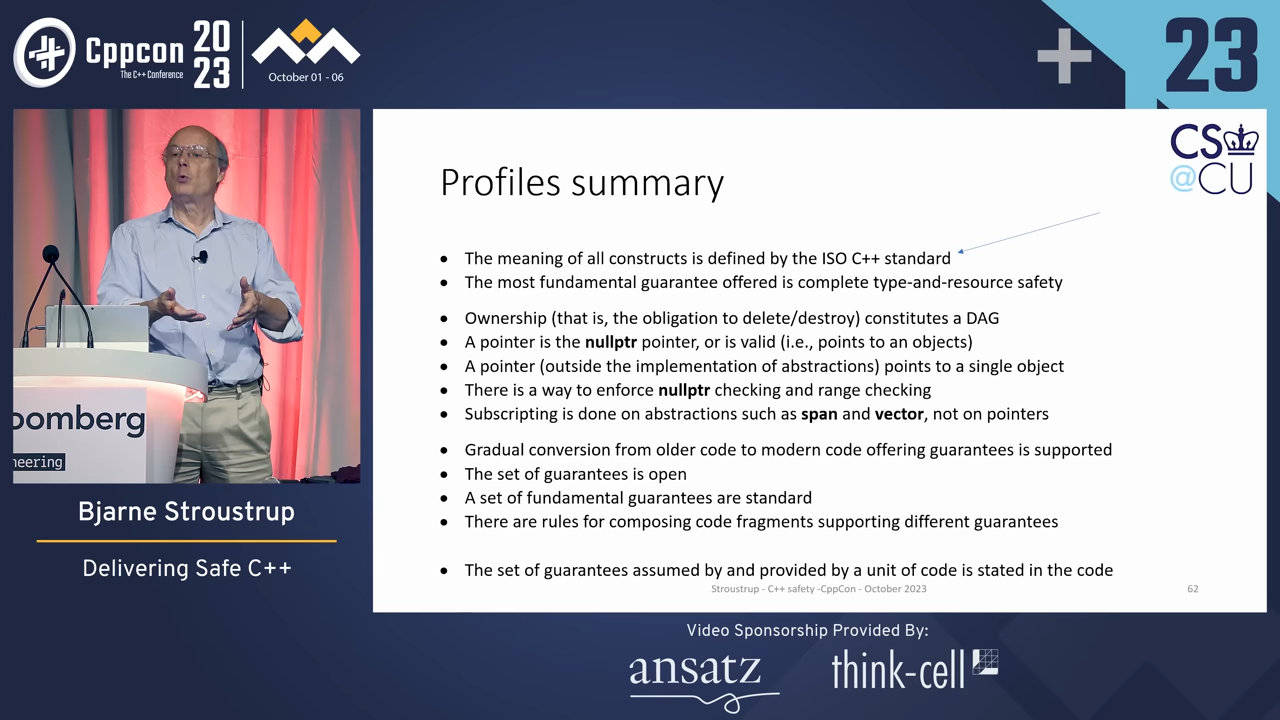 Cppcon
The C++ Conference
20
23
October 01 - 06
23
CS
@CU
Profiles summary
• The meaning of all constructs is defined by the ISO C++ standard
• The most fundamental guarantee offered is complete type-and-resource safety
• Ownership (that is, the obligation to delete/destroy) constitutes a DAG
• A pointer is the nullptr pointer, or is valid (i.e., points to an objects)
• A pointer (outside the implementation of abstractions) points to a single object
• There is a way to enforce nullptr checking and range checking
• Subscripting is done on abstractions such as span and vector, not on pointers
• Gradual conversion from older code to modern code offering guarantees is supported
• The set of guarantees is open
• A set of fundamental guarantees are standard
• There are rules for composing code fragments supporting different guarantees
• The set of guarantees assumed by and provided by a unit of code is stated in the code
Stroustrup - C++ safety -CppCon - October 2023
62
oomberg
neering
Bjarne Stroustrup
Delivering Safe C++
Video Sponsorship Provided By:
ansatz
think-cell